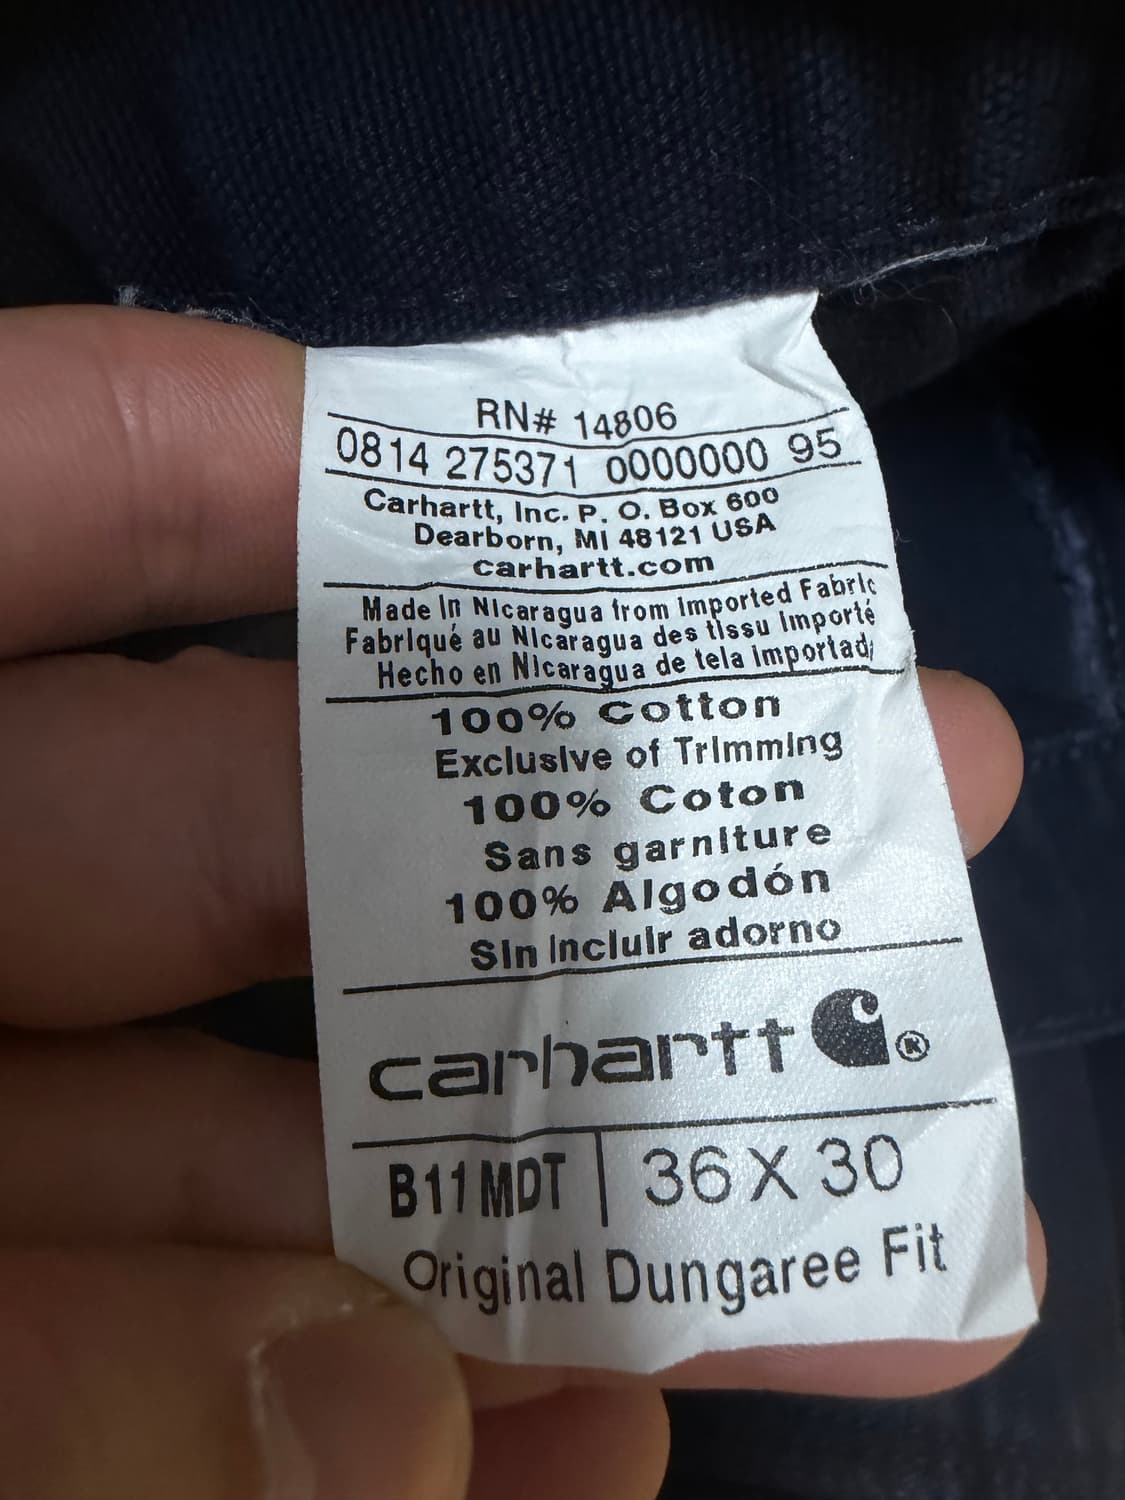 RN# 14806
0814 275371 0000000 95
Carhartt, Inc. P. O. Box 600
Dearborn, MI 48121 USA
carhartt.com
Made In Nicaragua from Imported Fabric
Fabriqué au Nicaragua des tissu Importé
Hecho en Nicaragua de tela importad
100% Cotton
Exclusive of Trimming
100% Coton
Sans garniture
100% Algodón
Sin incluir adorno
carhartt ®
B11 MDT | 36 X 30
Original Dungaree Fit